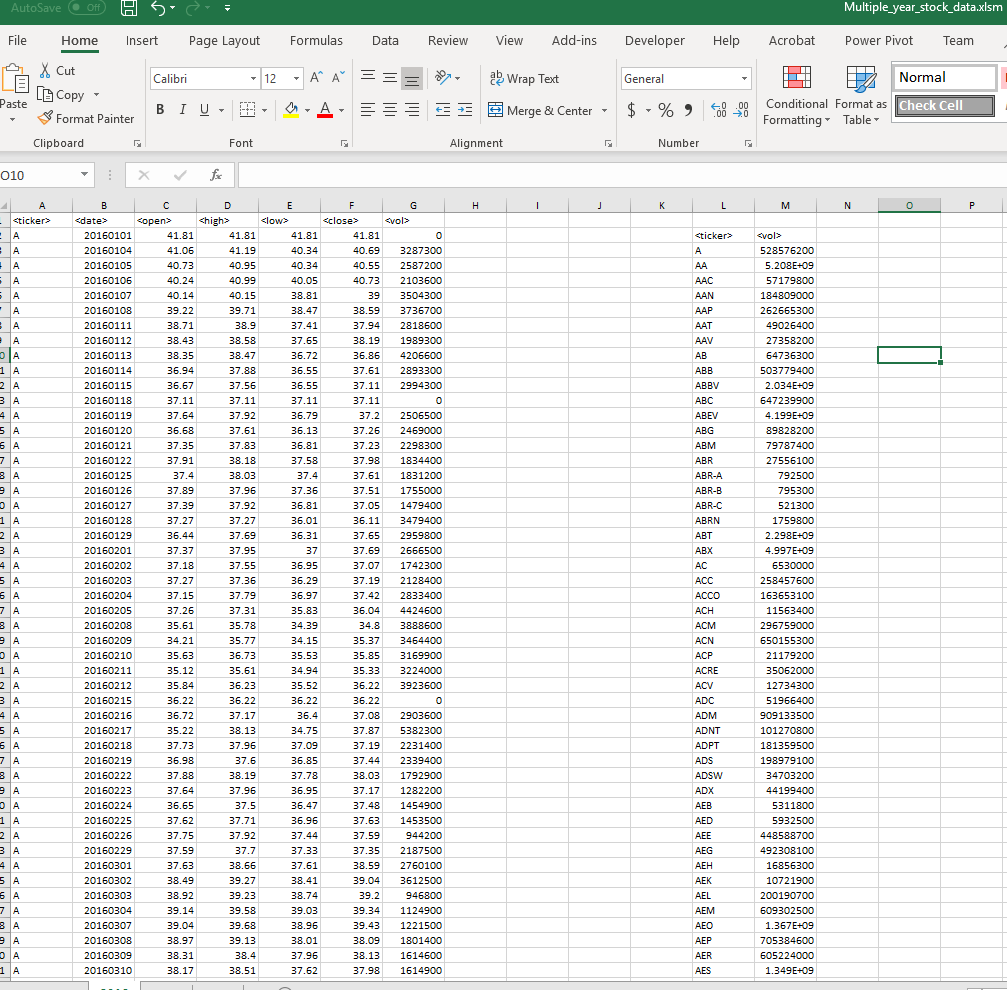 AutoSave Off Multiple_year_stock_data.xlsm
File Home Insert Page Layout Formulas Data Review View Add-ins Developer Help Acrobat Power Pivot Team
Paste Cut Copy Format Painter
Calibri 12 A A Wrap Text General
B I U A Merge & Center $ % , .00
Conditional Formatting Format as Table Normal Check Cell
Clipboard Font Alignment Number
O10 fx
A B C D E F G H I J K L M N O P
<ticker> <date> <open> <high> <low> <close> <vol>
A 20160101 41.81 41.81 41.81 41.81 0 <ticker> <vol>
A 20160104 41.06 41.19 40.34 40.69 3287300 A 528576200
A 20160105 40.73 40.95 40.34 40.55 2587200 AA 5.208E+09
A 20160106 40.24 40.99 40.05 40.73 2103600 AAC 57179800
A 20160107 40.14 40.15 38.81 39 3504300 AAN 184809000
A 20160108 39.22 39.71 38.47 38.59 3736700 AAP 262665300
A 20160111 38.71 38.9 37.41 37.94 2818600 AAT 49026400
A 20160112 38.43 38.58 37.65 38.19 1989300 AAV 27358200
A 20160113 38.35 38.47 36.72 36.86 4206600 AB 64736300
A 20160114 36.94 37.88 36.55 37.61 2893300 ABB 503779400
A 20160115 36.67 37.56 36.55 37.11 2994300 ABBV 2.034E+09
A 20160118 37.11 37.11 37.11 37.11 0 ABC 647239900
A 20160119 37.64 37.92 36.79 37.2 2506500 ABEV 4.199E+09
A 20160120 36.68 37.61 36.13 37.26 2469000 ABG 89828200
A 20160121 37.35 37.83 36.81 37.23 2298300 ABM 79787400
A 20160122 37.91 38.18 37.58 37.98 1834400 ABR 27556100
A 20160125 37.4 38.03 37.4 37.61 1831200 ABR-A 792500
A 20160126 37.89 37.96 37.36 37.51 1755000 ABR-B 795300
A 20160127 37.39 37.92 36.81 37.05 1479400 ABR-C 521300
A 20160128 37.27 37.27 36.01 36.11 3479400 ABRN 1759800
A 20160129 36.44 37.69 36.31 37.65 2959800 ABT 2.298E+09
A 20160201 37.37 37.95 37 37.69 2666500 ABX 4.997E+09
A 20160202 37.18 37.55 36.95 37.07 1742300 AC 6530000
A 20160203 37.27 37.36 36.29 37.19 2128400 ACC 258457600
A 20160204 37.15 37.79 36.97 37.42 2833400 ACCO 163653100
A 20160205 37.26 37.31 35.83 36.04 4424600 ACH 11563400
A 20160208 35.61 35.78 34.39 34.8 3888600 ACM 296759000
A 20160209 34.21 35.77 34.15 35.37 3464400 ACN 650155300
A 20160210 35.63 36.73 35.53 35.85 3169900 ACP 21179200
A 20160211 35.12 35.61 34.94 35.33 3224000 ACRE 35062000
A 20160212 35.84 36.23 35.52 36.22 3923600 ACV 12734300
A 20160215 36.22 36.22 36.22 36.22 0 ADC 51966400
A 20160216 36.72 37.17 36.4 37.08 2903600 ADM 909133500
A 20160217 35.22 38.13 34.75 37.87 5382300 ADNT 101270800
A 20160218 37.73 37.96 37.09 37.19 2231400 ADPT 181359500
A 20160219 36.98 37.6 36.85 37.44 2339400 ADS 198979100
A 20160222 37.88 38.19 37.78 38.03 1792900 ADSW 34703200
A 20160223 37.64 37.96 36.95 37.17 1282200 ADX 44199400
A 20160224 36.65 37.5 36.47 37.48 1454900 AEB 5311800
A 20160225 37.62 37.71 36.96 37.63 1453500 AED 5932500
A 20160226 37.75 37.92 37.44 37.59 944200 AEE 448588700
A 20160229 37.59 37.7 37.33 37.35 2187500 AEG 492308100
A 20160301 37.63 38.66 37.61 38.59 2760100 AEH 16856300
A 20160302 38.49 39.27 38.41 39.04 3612500 AEK 10721900
A 20160303 38.92 39.23 38.74 39.2 946800 AEL 200190700
A 20160304 39.14 39.58 39.03 39.34 1124900 AEM 609302500
A 20160307 39.04 39.68 38.96 39.43 1221500 AEO 1.367E+09
A 20160308 38.97 39.13 38.01 38.09 1801400 AEP 705384600
A 20160309 38.31 38.4 37.96 38.13 1614600 AER 605224000
A 20160310 38.17 38.51 37.62 37.98 1614900 AES 1.349E+09